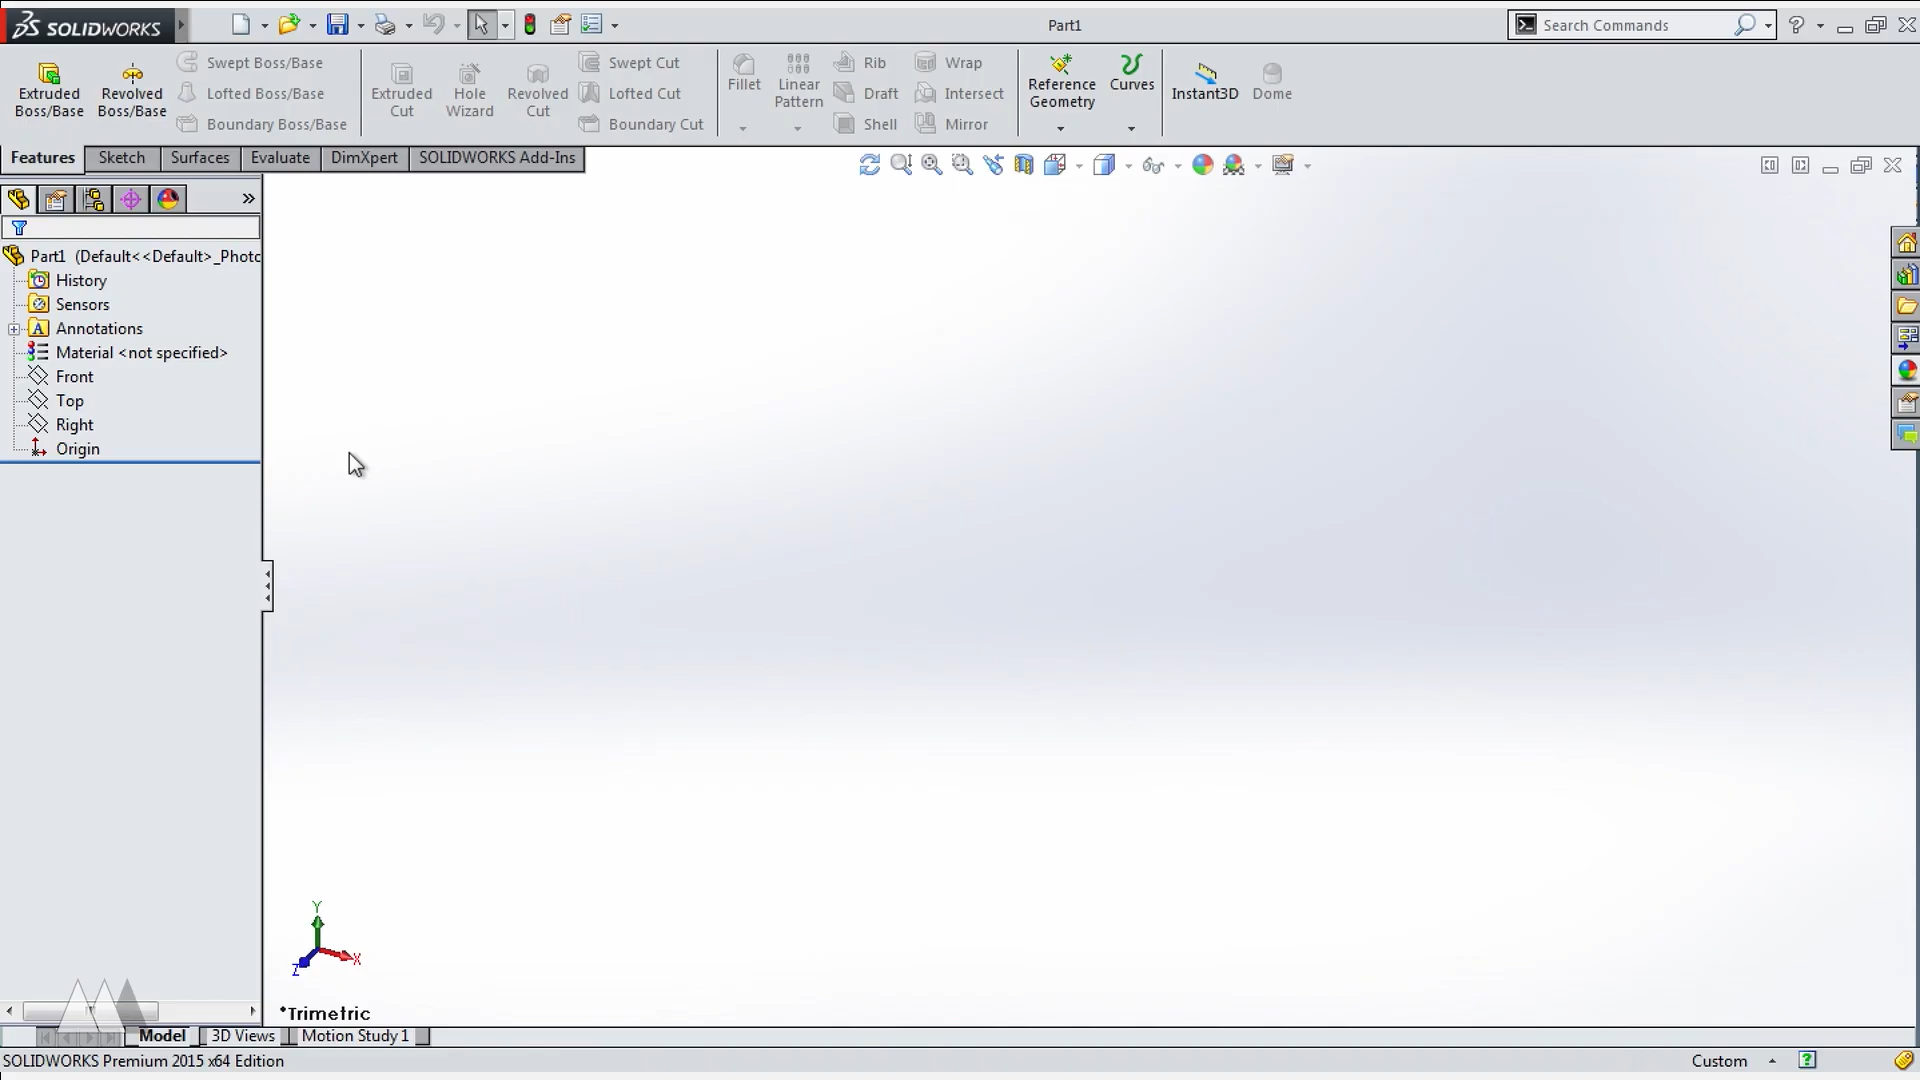 SOLIDWORKS
Part1
Search Commands
Extruded Boss/Base
Revolved Boss/Base
Swept Boss/Base
Lofted Boss/Base
Boundary Boss/Base
Extruded Cut
Hole Wizard
Revolved Cut
Swept Cut
Lofted Cut
Boundary Cut
Fillet
Linear Pattern
Rib
Draft
Shell
Wrap
Intersect
Mirror
Reference Geometry
Curves
Instant3D
Dome
Features
Sketch
Surfaces
Evaluate
DimXpert
SOLIDWORKS Add-Ins
Part1 (Default<<Default>_Photo
History
Sensors
A Annotations
Material <not specified>
Front
Top
Right
Origin
Y
X
Z
*Trimetric
Model
3D Views
Motion Study 1
SOLIDWORKS Premium 2015 x64 Edition
Custom